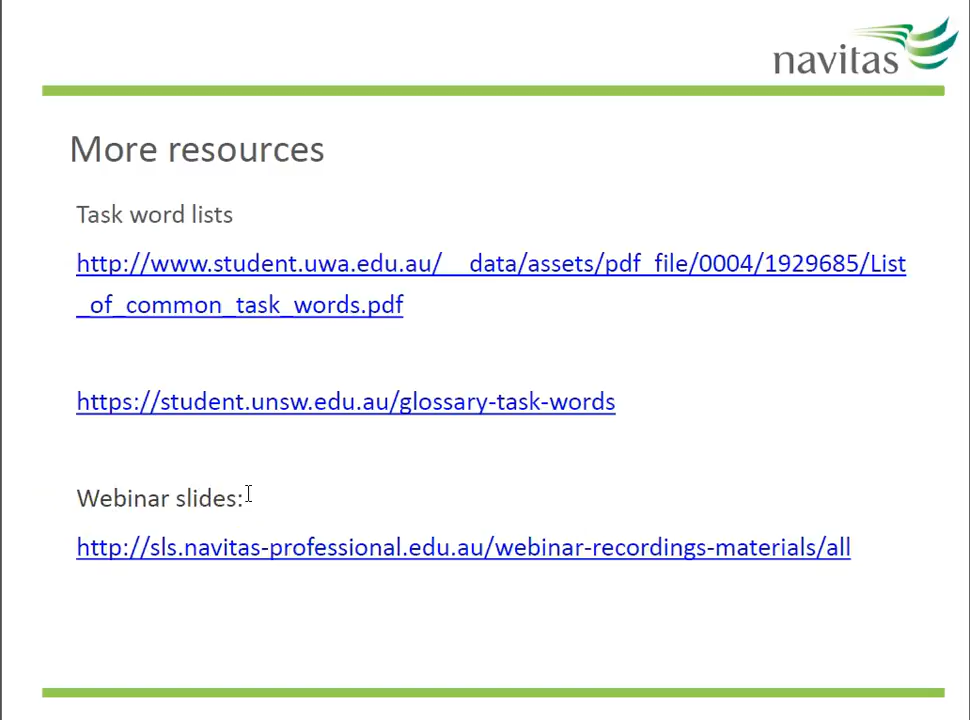 navitas
More resources
Task word lists
http://www.student.uwa.edu.au/__data/assets/pdf_file/0004/1929685/List
_of_common_task_words.pdf
https://student.unsw.edu.au/glossary-task-words
Webinar slides:
http://sls.navitas-professional.edu.au/webinar-recordings-materials/all